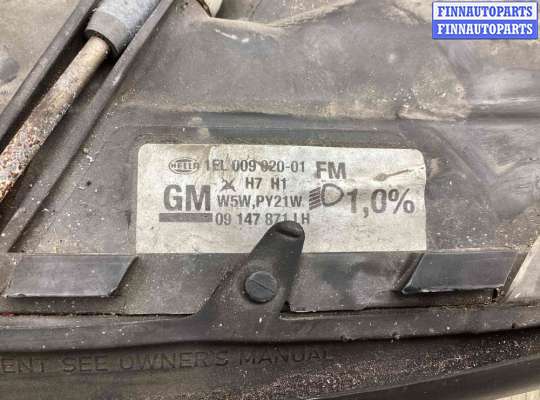 FINNAUTOPARTS
FINNAUTOPARTS
HELLA 1EL 009 020-01 FM
H7 H1
GM W5W,PY21W 1,0%
09 147 871 LH
ENT SEE OWNER'S MANUAL